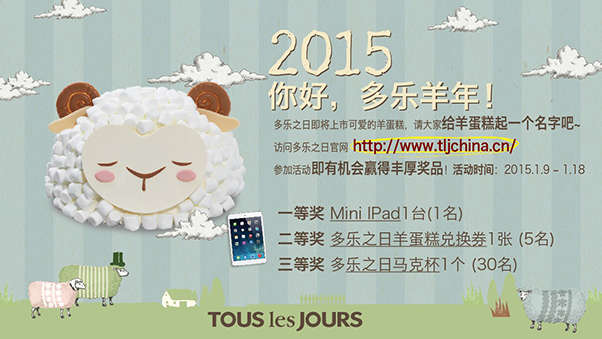 2015
你好，多乐羊年！
多乐之日即将上市可爱的羊蛋糕，请大家给羊蛋糕起一个名字吧~
访问多乐之日官网 http://www.tljchina.cn/
参加活动即有机会赢得丰厚奖品！活动时间：2015.1.9 ~ 1.18
一等奖 Mini IPad1台(1名)
二等奖 多乐之日羊蛋糕兑换券1张 (5名)
三等奖 多乐之日马克杯1个 (30名)
TOUS les JOURS